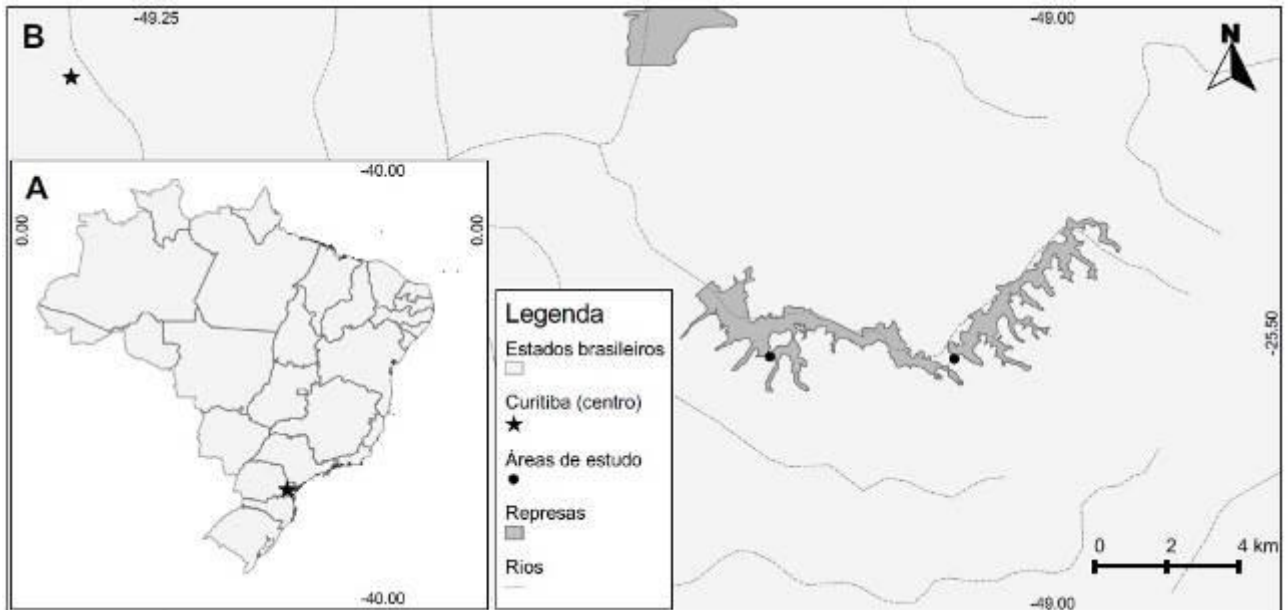 -49.25
-49.00
B
N
-40.00
A
0.00
0.00
Legenda
Estados brasileiros
Curitiba (centro)
Áreas de estudo
Represas
Rios
-25.50
0 2 4 km
-40.00
-49.00